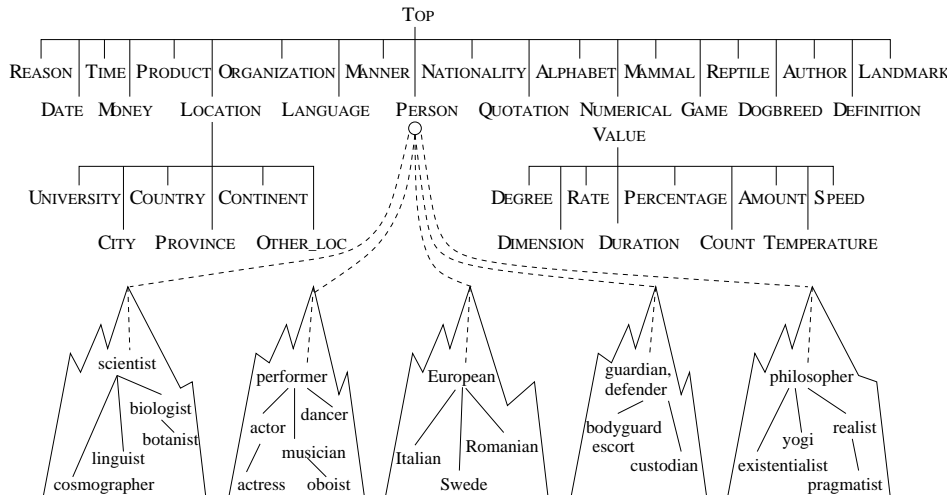 TOP
REASON TIME PRODUCT ORGANIZATION MANNER NATIONALITY ALPHABET MAMMAL REPTILE AUTHOR LANDMARK
DATE MONEY LOCATION LANGUAGE PERSON QUOTATION NUMERICAL GAME DOGBREED DEFINITION
VALUE
UNIVERSITY COUNTRY CONTINENT DEGREE RATE PERCENTAGE AMOUNT SPEED
CITY PROVINCE OTHER_LOC DIMENSION DURATION COUNT TEMPERATURE
scientist
biologist
botanist
linguist
cosmographer
performer
actor
dancer
musician
actress
oboist
European
Italian
Romanian
Swede
guardian,
defender
bodyguard
escort
custodian
philosopher
realist
yogi
existentialist
pragmatist